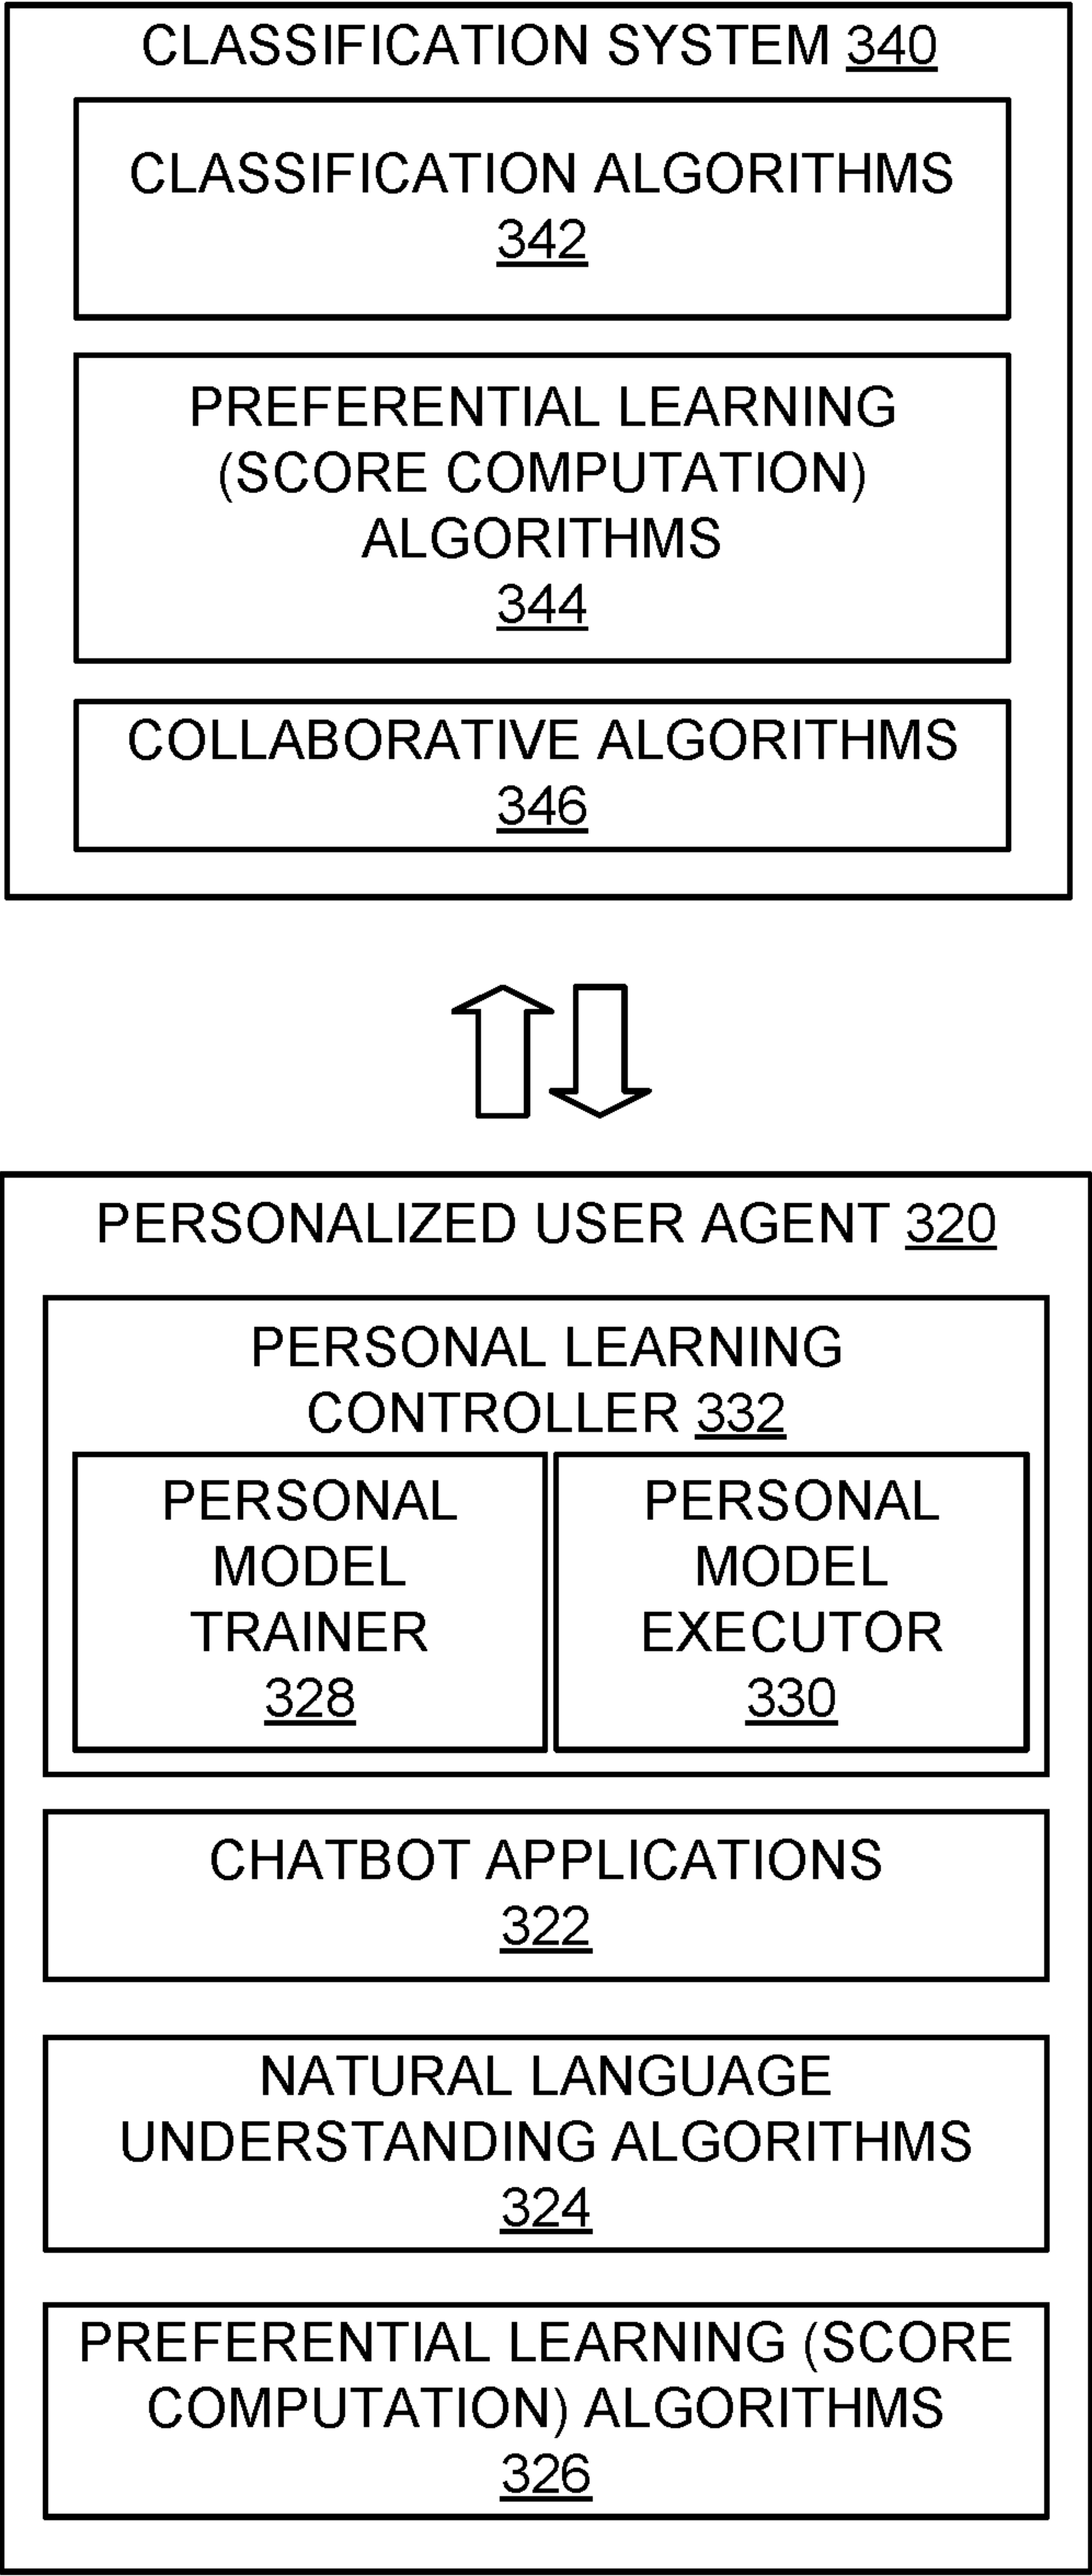 CLASSIFICATION SYSTEM 340
CLASSIFICATION ALGORITHMS
342
PREFERENTIAL LEARNING
(SCORE COMPUTATION)
ALGORITHMS
344
COLLABORATIVE ALGORITHMS
346
PERSONALIZED USER AGENT 320
PERSONAL LEARNING
CONTROLLER 332
PERSONAL
MODEL
TRAINER
328
PERSONAL
MODEL
EXECUTOR
330
CHATBOT APPLICATIONS
322
NATURAL LANGUAGE
UNDERSTANDING ALGORITHMS
324
PREFERENTIAL LEARNING (SCORE
COMPUTATION) ALGORITHMS
326